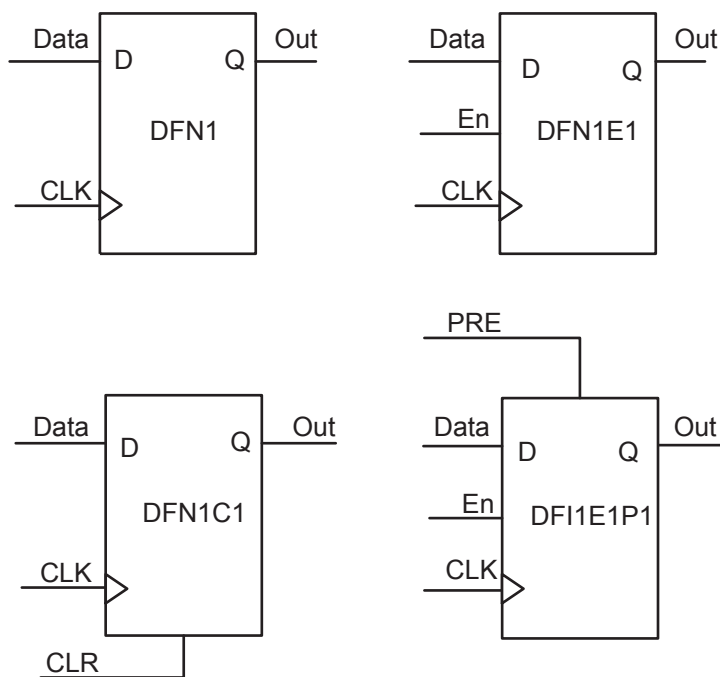 Data
Out
D
Q
DFN1
CLK
Data
Out
D
Q
En
DFN1E1
CLK
Data
Out
D
Q
DFN1C1
CLK
CLR
PRE
Data
Out
D
Q
En
DFI1E1P1
CLK